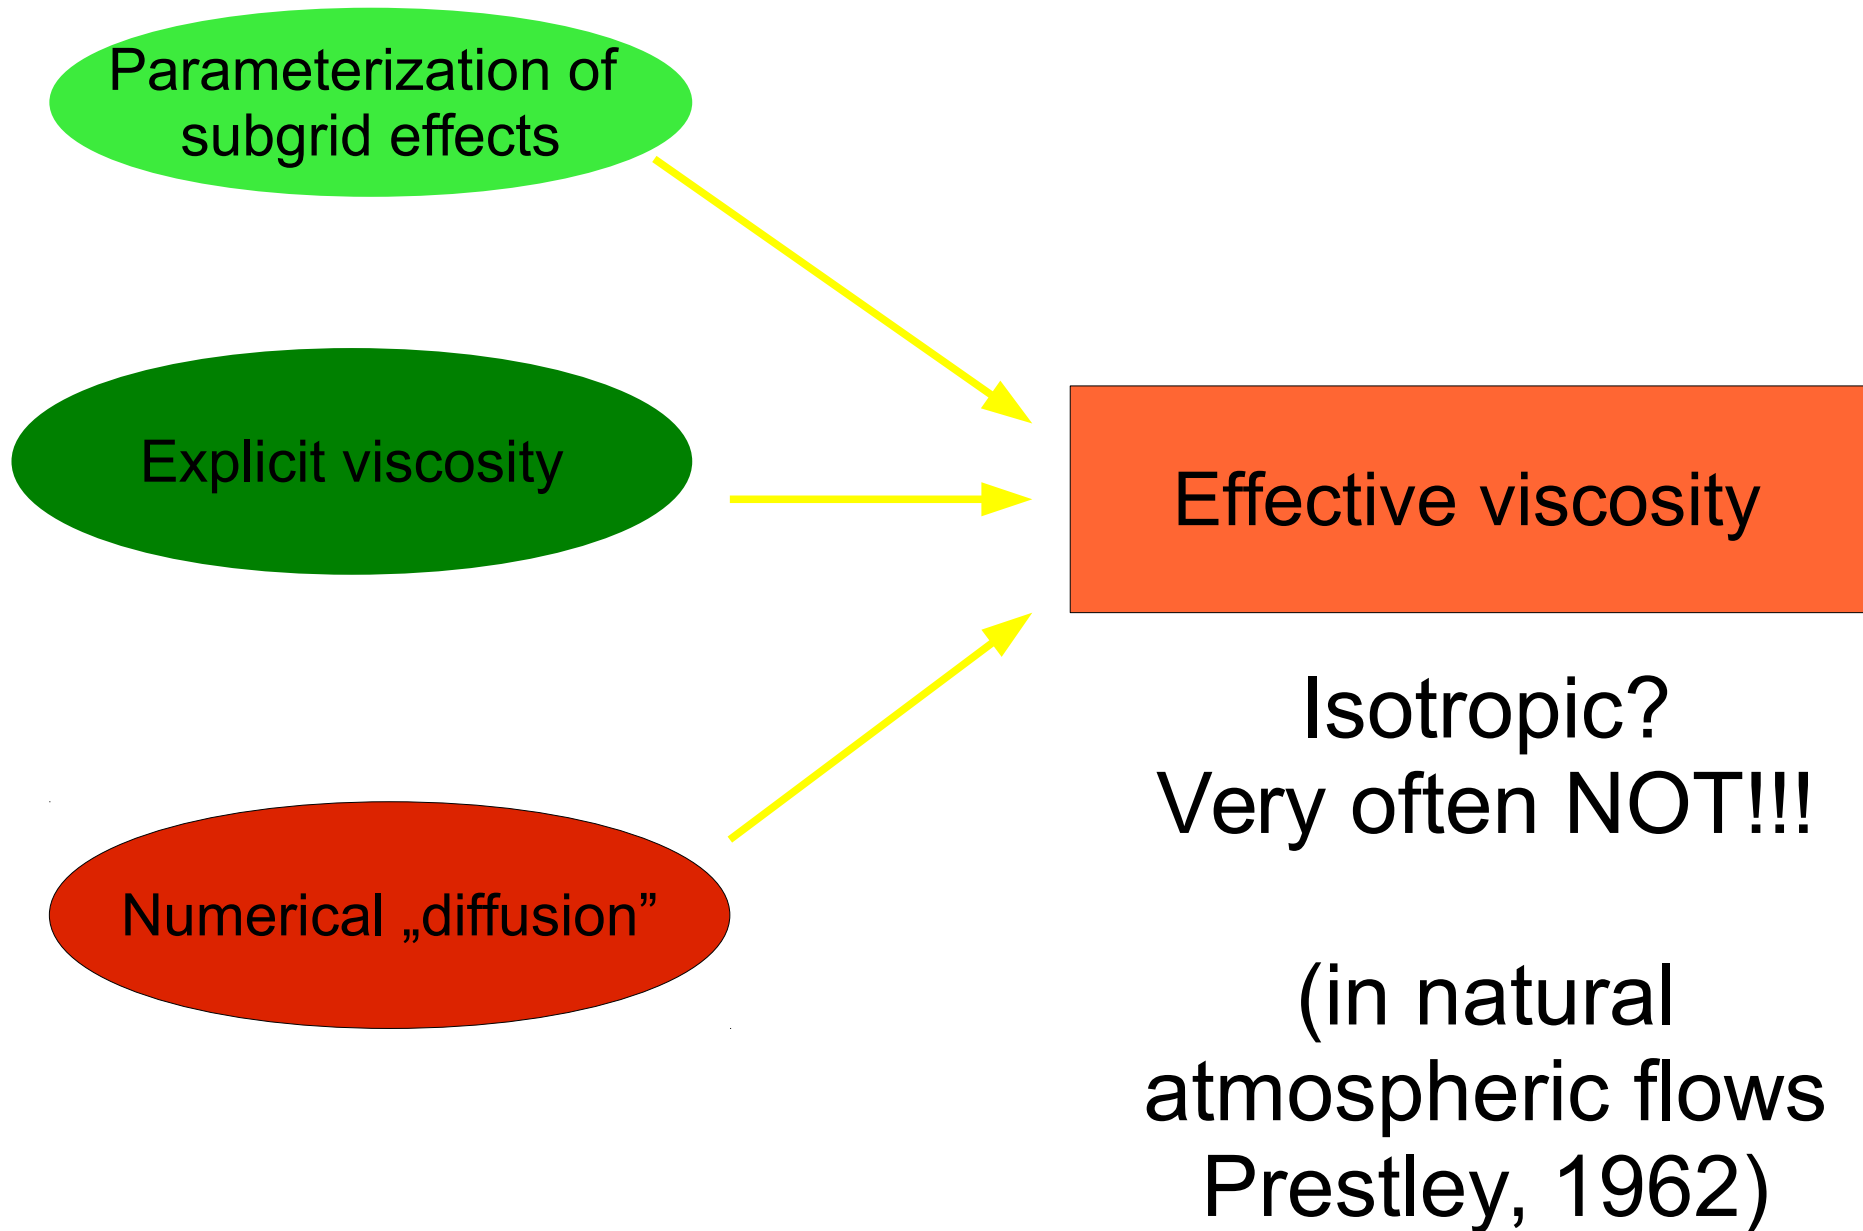 Parameterization of
subgrid effects
Explicit viscosity
Numerical „diffusion”
Effective viscosity
Isotropic?
Very often NOT!!!
(in natural
atmospheric flows
Prestley, 1962)